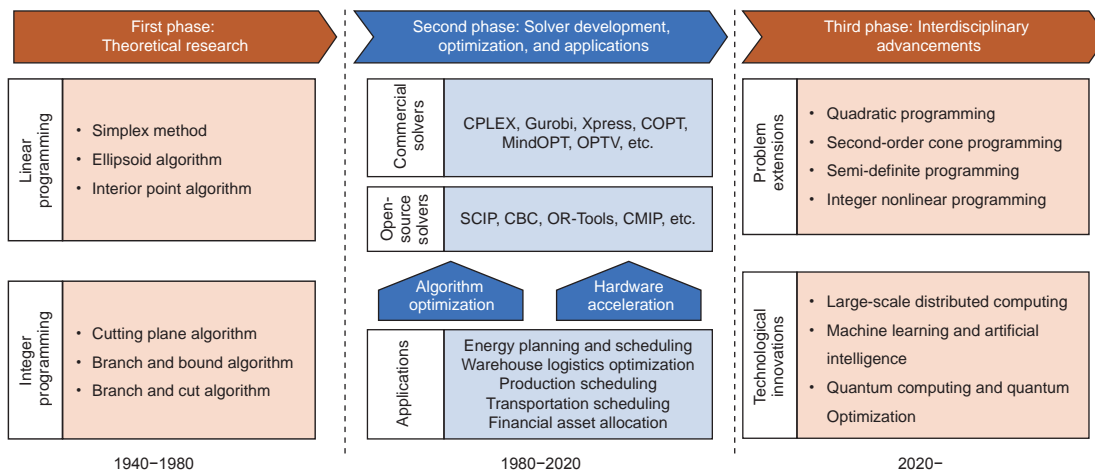 First phase:
Theoretical research
Linear
programming
• Simplex method
• Ellipsoid algorithm
• Interior point algorithm
Integer
programming
• Cutting plane algorithm
• Branch and bound algorithm
• Branch and cut algorithm
1940−1980
Second phase: Solver development,
optimization, and applications
Commercial
solvers
CPLEX, Gurobi, Xpress, COPT,
MindOPT, OPTV, etc.
Open-
source
solvers
SCIP, CBC, OR-Tools, CMIP, etc.
Algorithm
optimization
Hardware
acceleration
Applications
Energy planning and scheduling
Warehouse logistics optimization
Production scheduling
Transportation scheduling
Financial asset allocation
1980−2020
Third phase: Interdisciplinary
advancements
Problem
extensions
• Quadratic programming
• Second-order cone programming
• Semi-definite programming
• Integer nonlinear programming
Technological
innovations
• Large-scale distributed computing
• Machine learning and artificial
intelligence
• Quantum computing and quantum
Optimization
2020−